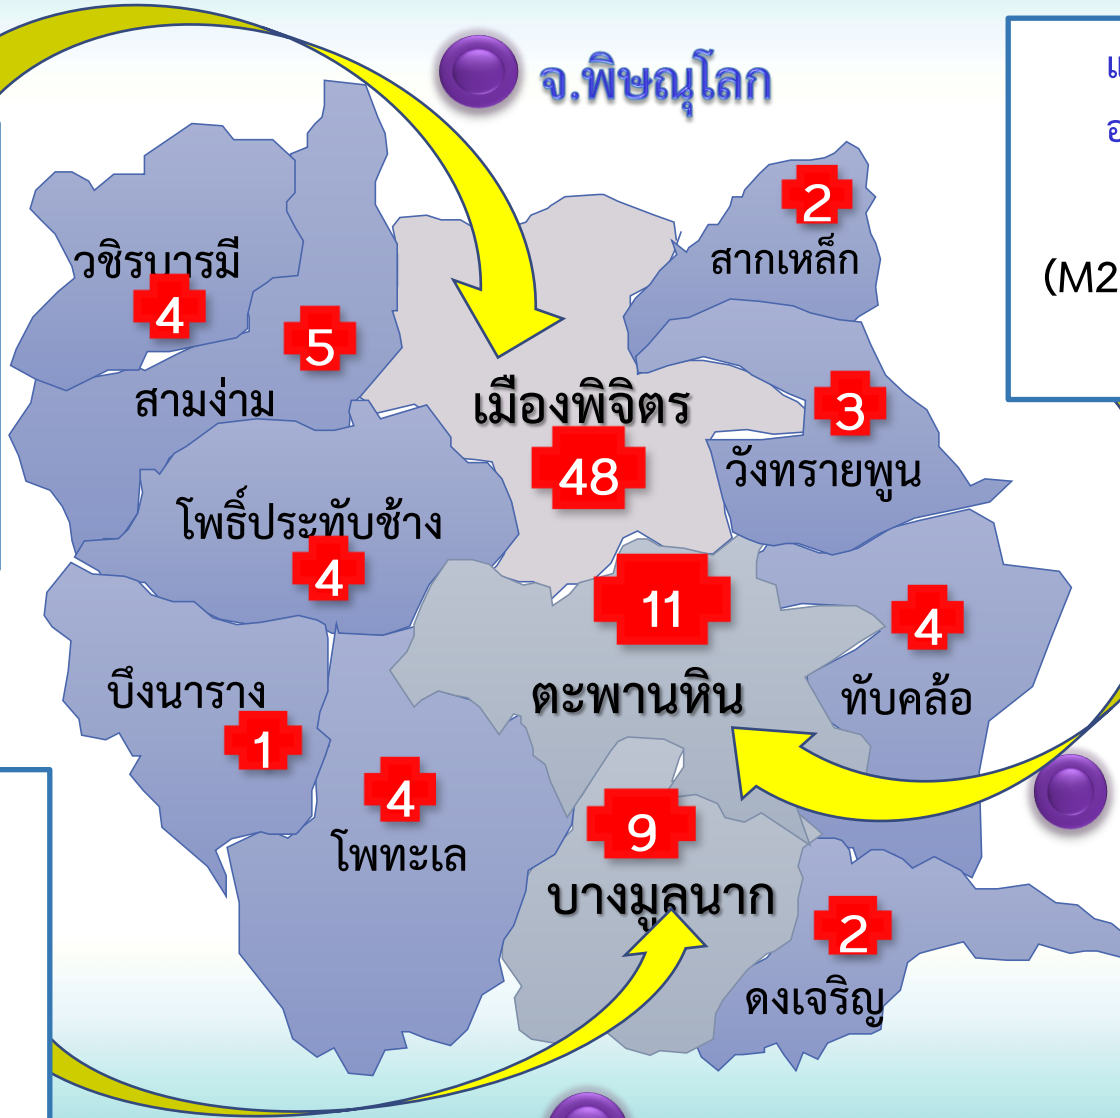 จ.พิษณุโลก
(M2
2
สากเหล็ก
วชิรบารมี
4
5
สามง่าม
เมืองพิจิตร
48
3
วังทรายพูน
โพธิ์ประทับช้าง
4
11
ตะพานหิน
4
ทับคล้อ
บึงนาราง
1
4
โพทะเล
9
บางมูลนาก
2
ดงเจริญ